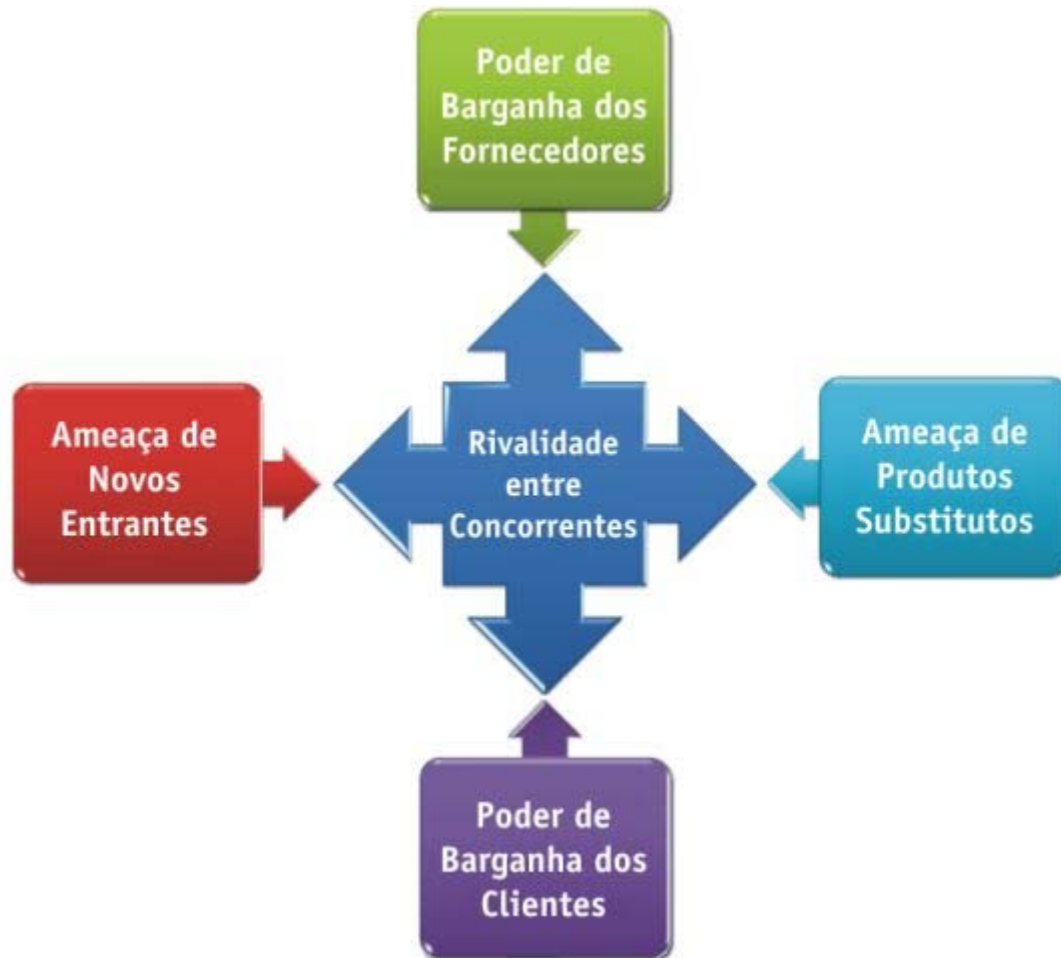 Poder de
Barganha dos
Fornecedores
Ameaça de
Novos
Entrantes
Rivalidade
entre
Concorrentes
Ameaça de
Produtos
Substitutos
Poder de
Barganha dos
Clientes